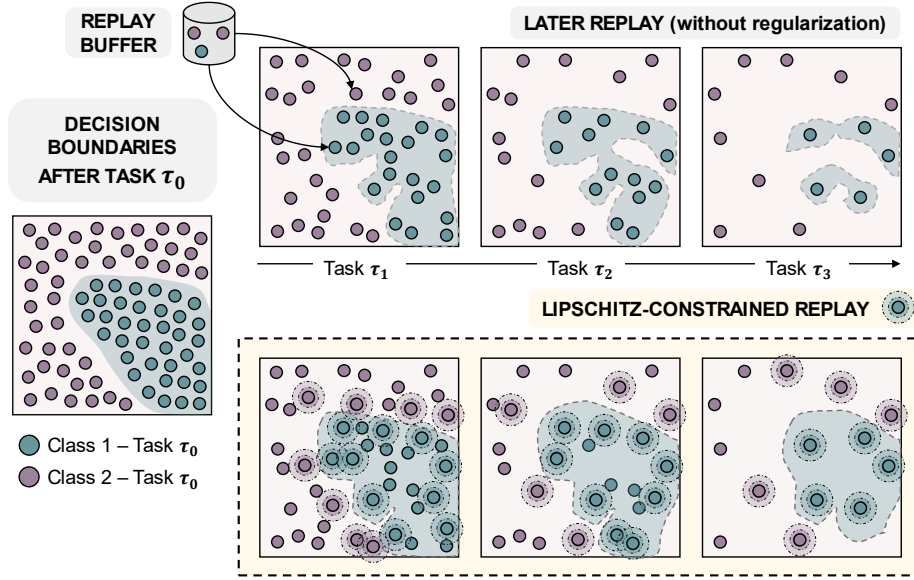 REPLAY
BUFFER
LATER REPLAY (without regularization)
DECISION
BOUNDARIES
AFTER TASK τ₀
Task τ₁
Task τ₂
Task τ₃
LIPSCHITZ-CONSTRAINED REPLAY
Class 1 – Task τ₀
Class 2 – Task τ₀